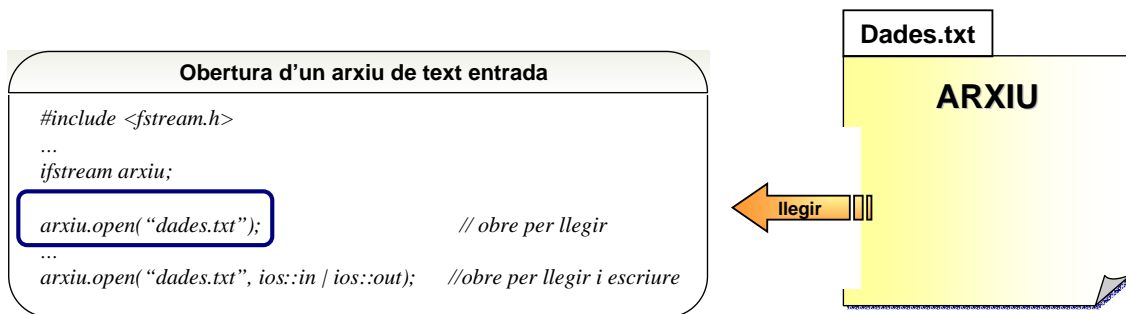 Obertura d’un arxiu de text entrada
#include <fstream.h>
…
ifstream arxiu;
arxiu.open(“dades.txt”); // obre per llegir
…
arxiu.open(“dades.txt”, ios::in | ios::out); //obre per llegir i escriure
llegir
Dades.txt
ARXIU